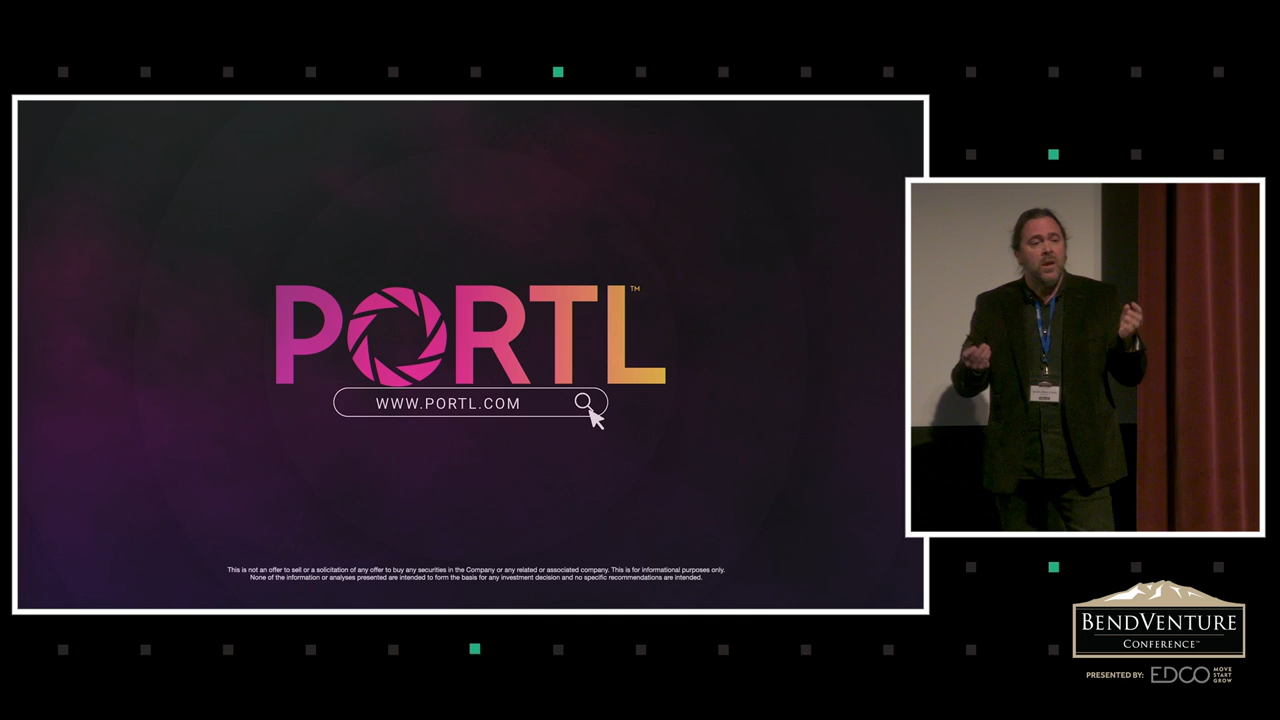 PORTL™
WWW.PORTL.COM
This is not an offer to sell or a solicitation of any offer to buy any securities in the Company or any related or associated company. This is for informational purposes only.
None of the information or analyses presented are intended to form the basis for any investment decision and no specific recommendations are intended.
BENDVENTURE
CONFERENCE™
PRESENTED BY: EDCO MOVE
START
GROW